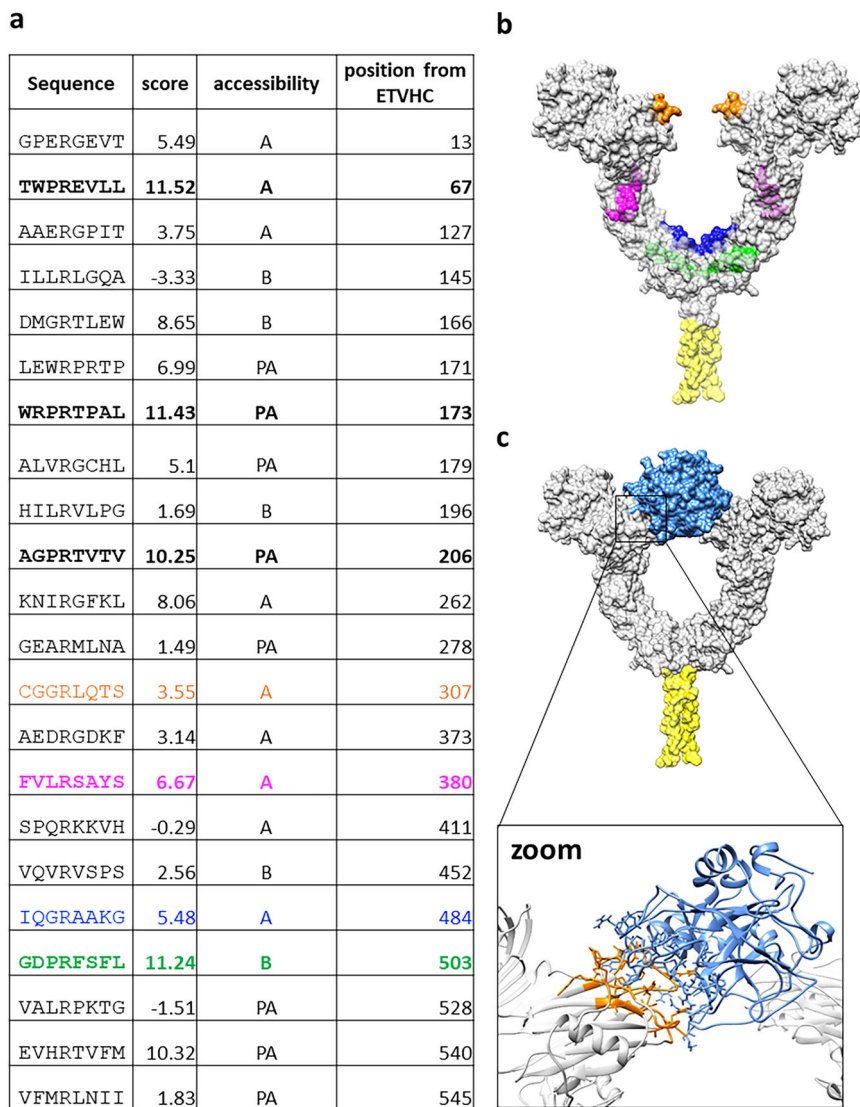 a
Sequence score accessibility position from ETVHC
GPERGEVT 5.49 A 13
TWPREVLL 11.52 A 67
AAERGPIT 3.75 A 127
ILLRLGQA -3.33 B 145
DMGRTLEW 8.65 B 166
LEWRPRTP 6.99 PA 171
WRPRTPAL 11.43 PA 173
ALVRGCHL 5.1 PA 179
HILRVLPG 1.69 B 196
AGPRTVTV 10.25 PA 206
KNIRGFKL 8.06 A 262
GEARMLNA 1.49 PA 278
CGGRLQTS 3.55 A 307
AEDRGDKF 3.14 A 373
FVLRSAYS 6.67 A 380
SPQRKKVH -0.29 A 411
VQVRVSPS 2.56 B 452
IQGRAAKG 5.48 A 484
GDPRFSFL 11.24 B 503
VALRPKTG -1.51 PA 528
EVHRTVFM 10.32 PA 540
VFMRLNII 1.83 PA 545
b
c
zoom